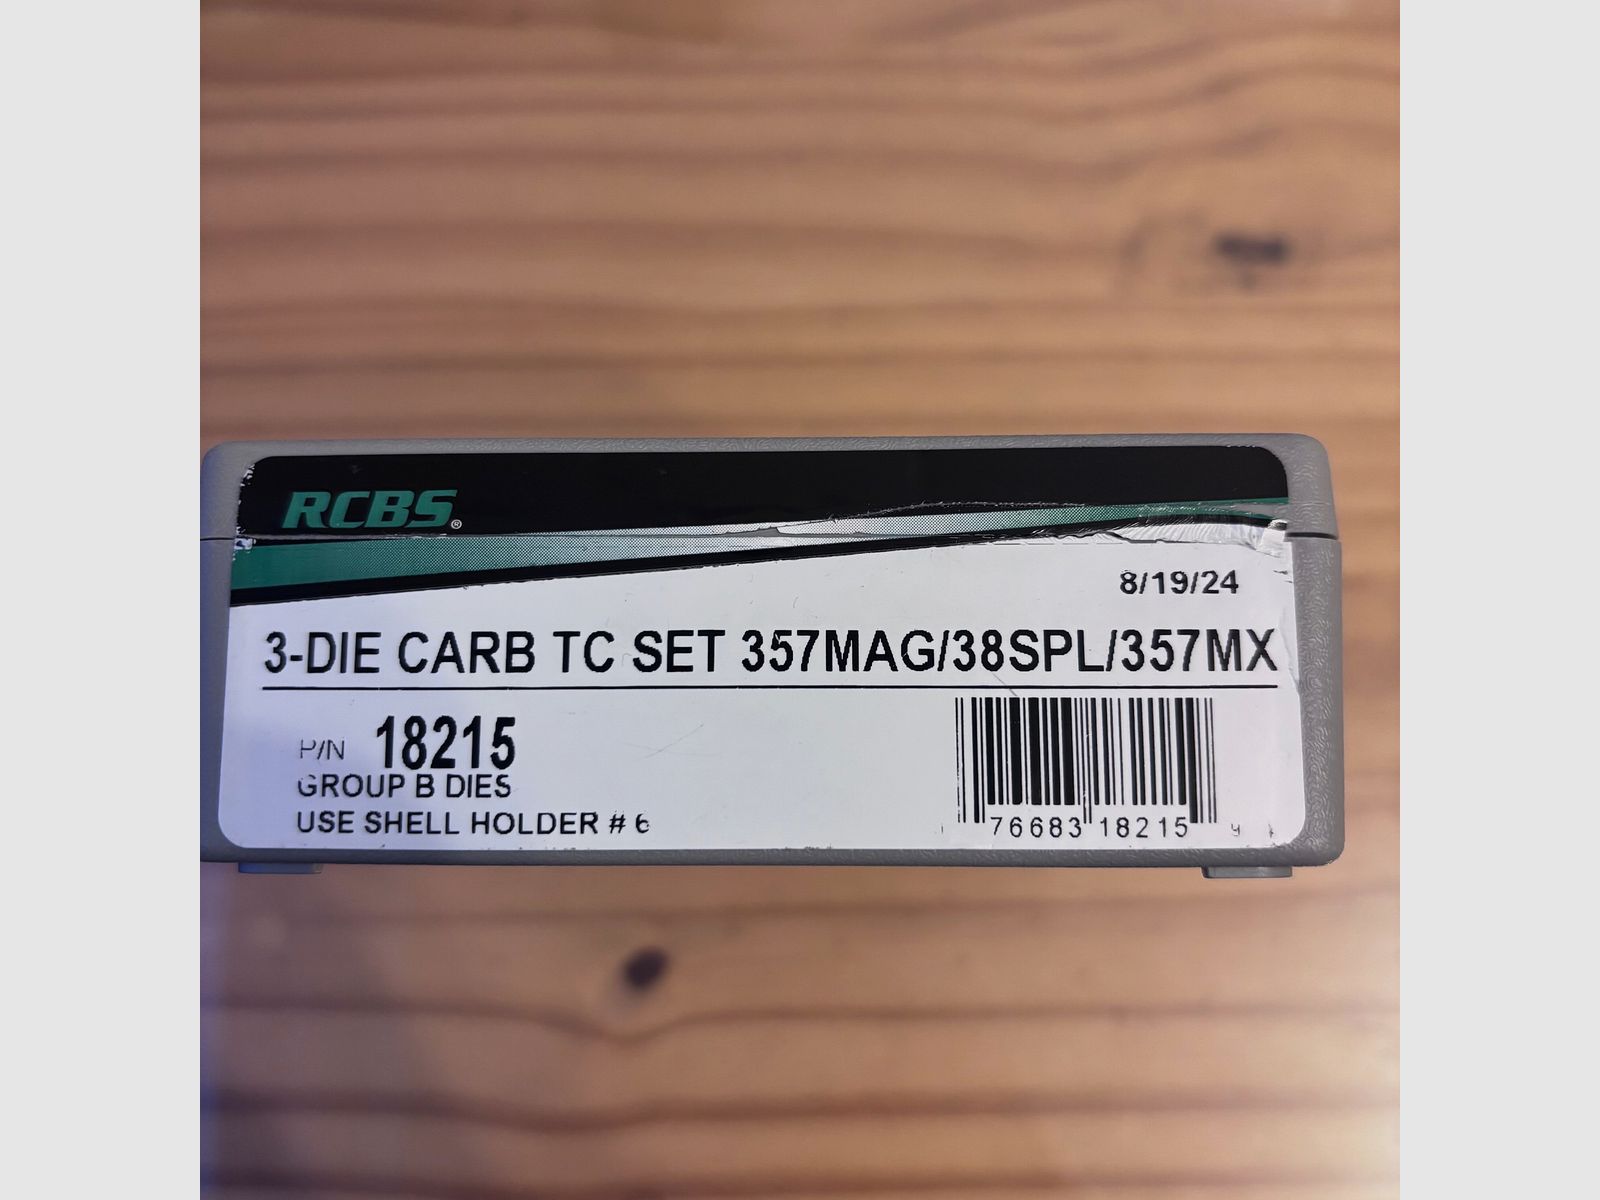 RCBS®
8/19/24
3-DIE CARB TC SET 357MAG/38SPL/357MX
P/N 18215
GROUP B DIES
USE SHELL HOLDER # 6
76683 18215